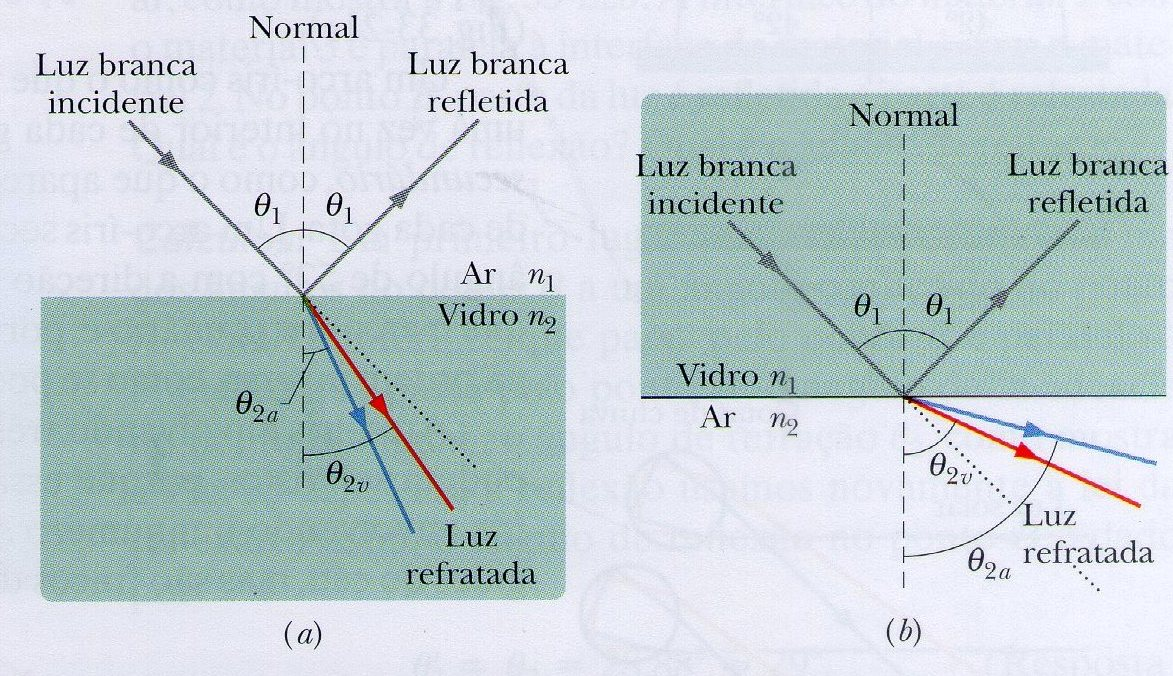 Normal
Luz branca
incidente
Luz branca
refletida
θ1 θ1
Ar n1
Vidro n2
θ2a
θ2v
Luz
refratada
(a)
Normal
Luz branca
incidente
Luz branca
refletida
θ1 θ1
Vidro n1
Ar n2
θ2v
Luz
refratada
θ2a
(b)